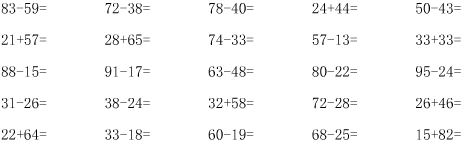 83-59= 72-38= 78-40= 24+44= 50-43=
21+57= 28+65= 74-33= 57-13= 33+33=
88-15= 91-17= 63-48= 80-22= 95-24=
31-26= 38-24= 32+58= 72-28= 26+46=
22+64= 33-18= 60-19= 68-25= 15+82=